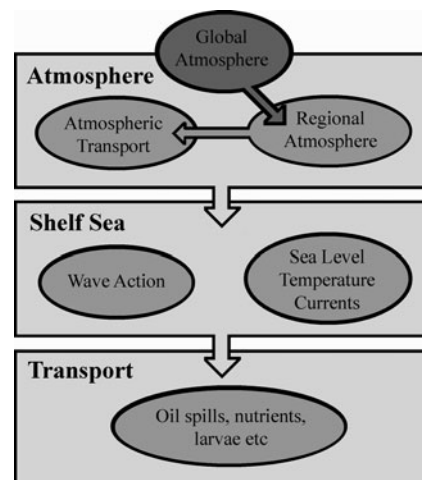 Global
Atmosphere
Atmosphere
Atmospheric
Transport
Regional
Atmosphere
Shelf Sea
Wave Action
Sea Level
Temperature
Currents
Transport
Oil spills, nutrients,
larvae etc